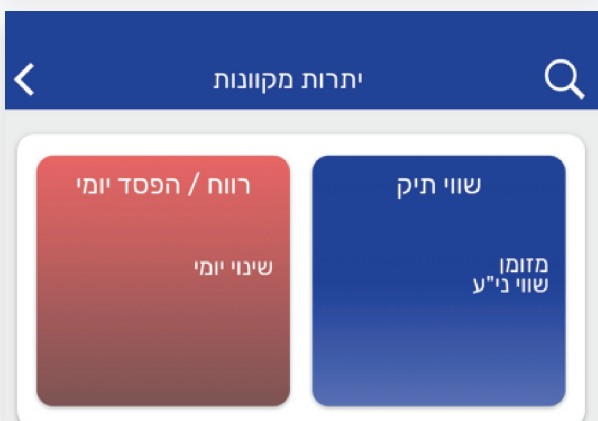 יתרות מקוונות
שווי תיק
מזומן
שווי ני"ע
רווח / הפסד יומי
שינוי יומי